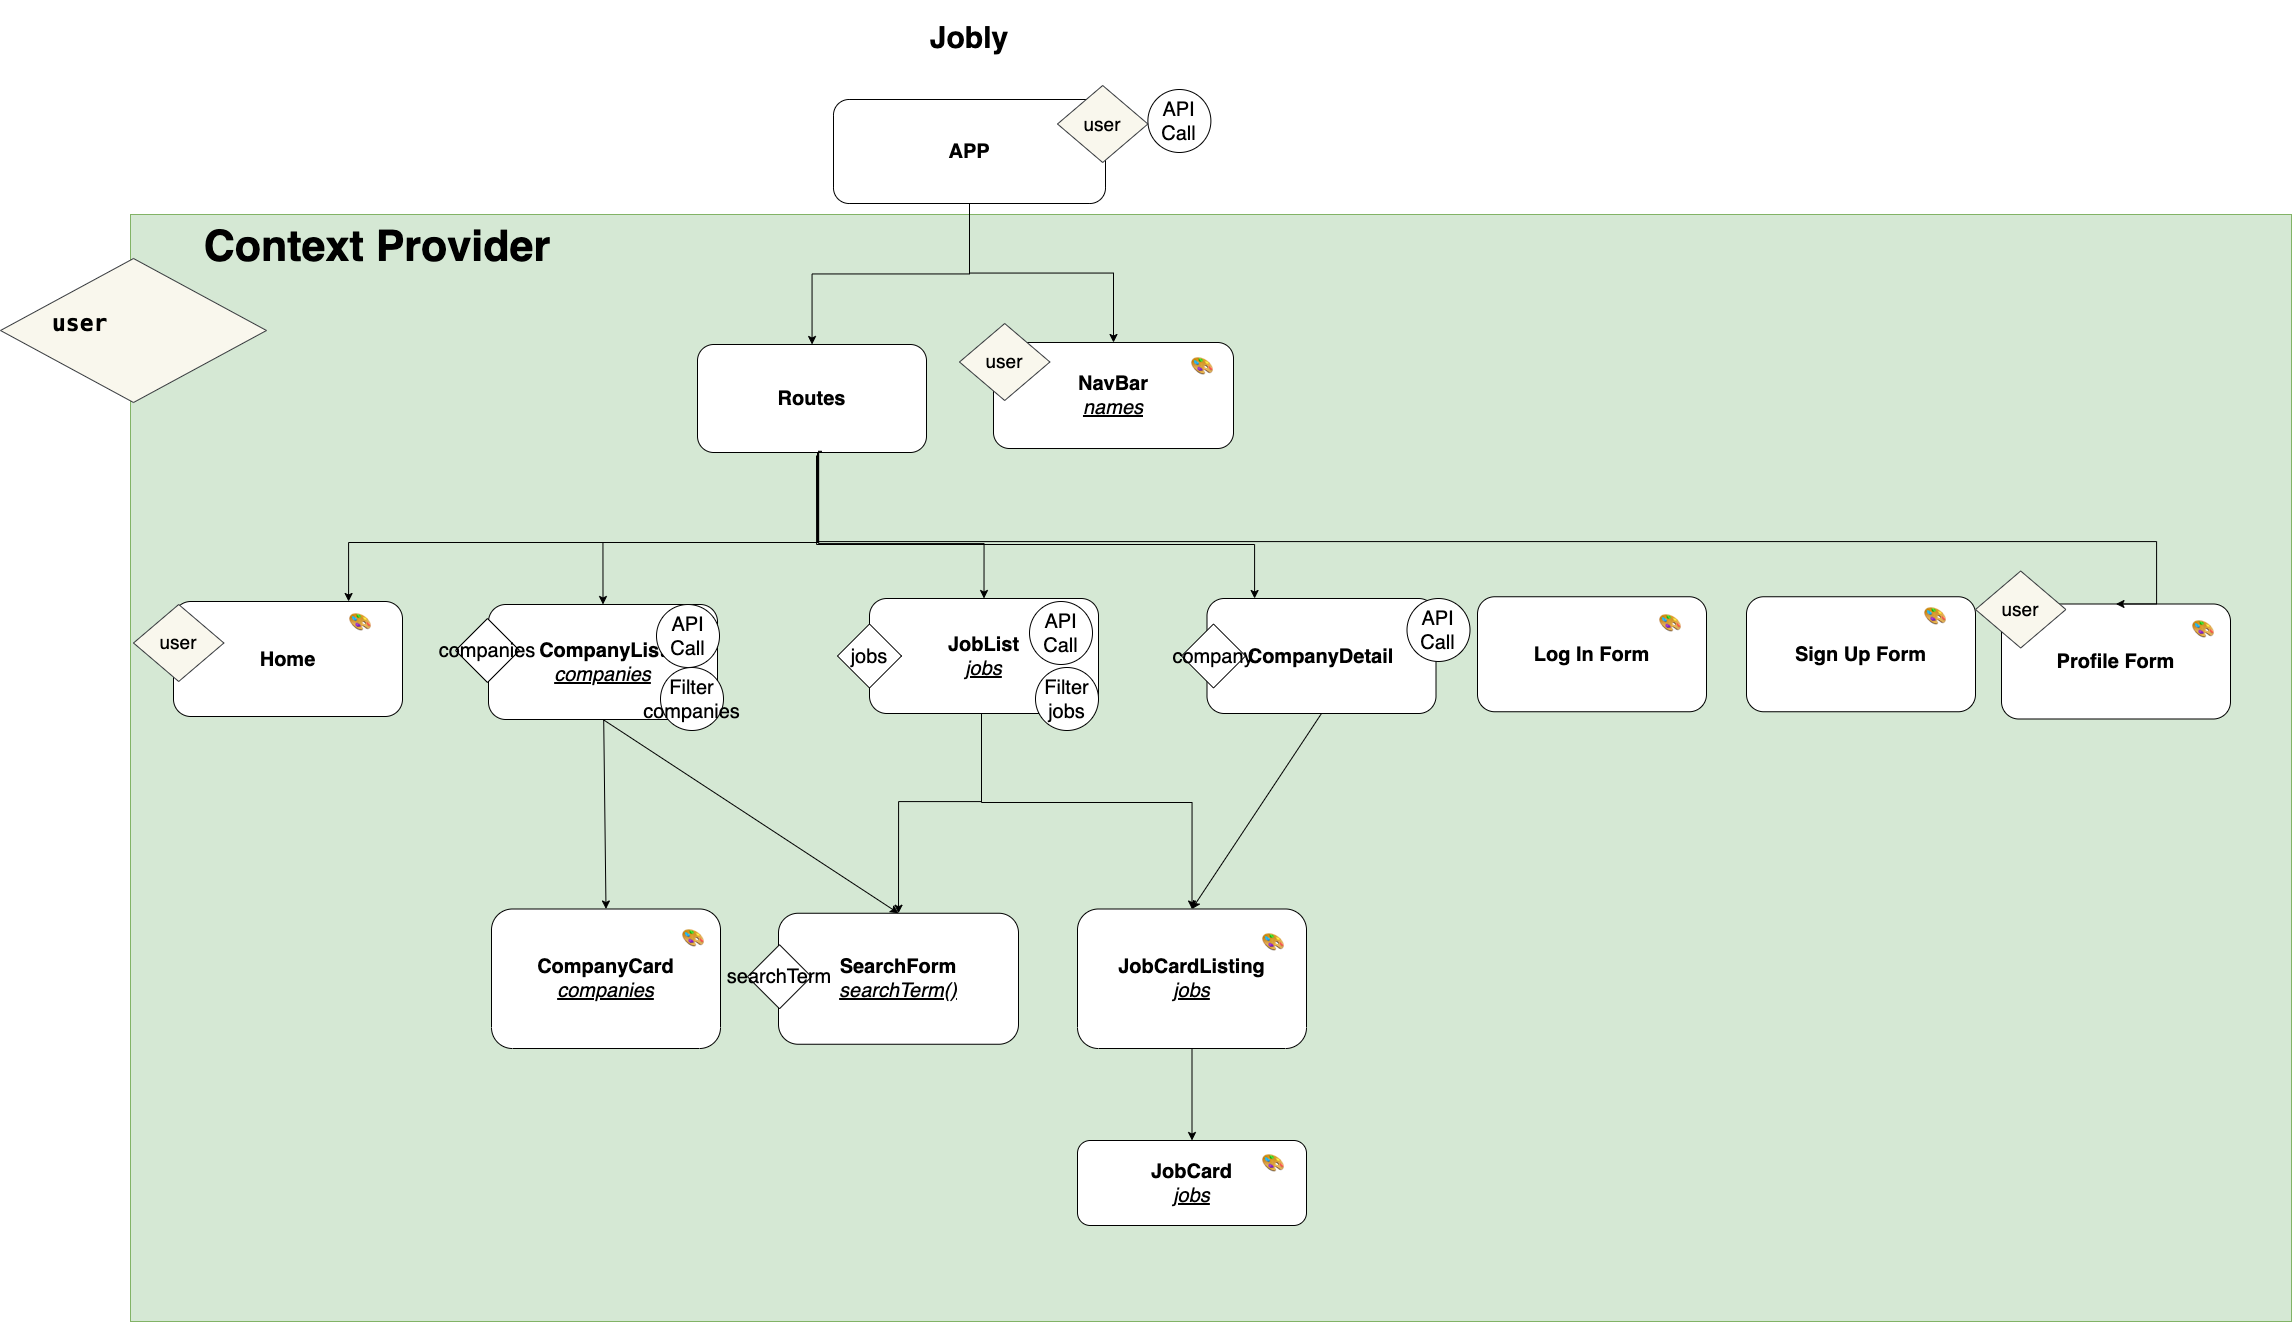 Jobly
APP
user
API
Call
Context Provider
user
Routes
user
NavBar
names
user
Home
companies
CompanyLis
companies
API
Call
Filter
companies
jobs
JobList
jobs
API
Call
Filter
jobs
company
CompanyDetail
API
Call
Log In Form
Sign Up Form
user
Profile Form
CompanyCard
companies
searchTerm
SearchForm
searchTerm()
JobCardListing
jobs
JobCard
jobs